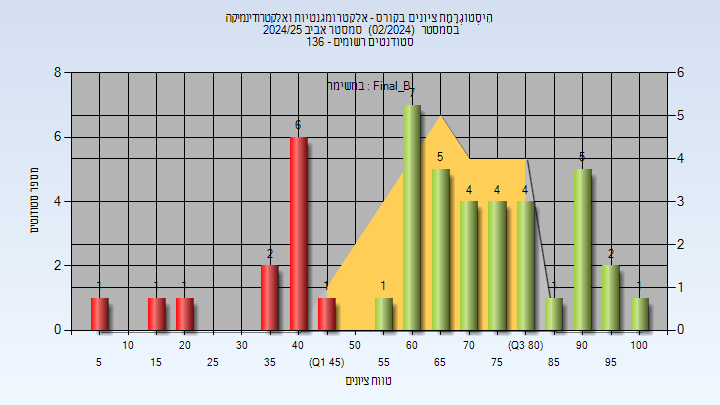 היסטוגרמת ציונים בקורס - אלקטרומגנטיות ואלקטרודינמיקה
בסמסטר (02/2024) סמסטר אביב 2024/25
סטודנטים רשומים - 136
במשימה : Final_B
8 6
7
6 5 5 5
6 4 4 4 4
מספר סטודנטים
4 3
2 2 2 2
1 1 1 1 1 1 1 1
0 0
10 20 30 40 50 60 70 (Q3 80) 90 100
5 15 25 35 (Q1 45) 55 65 75 85 95
טווח ציונים